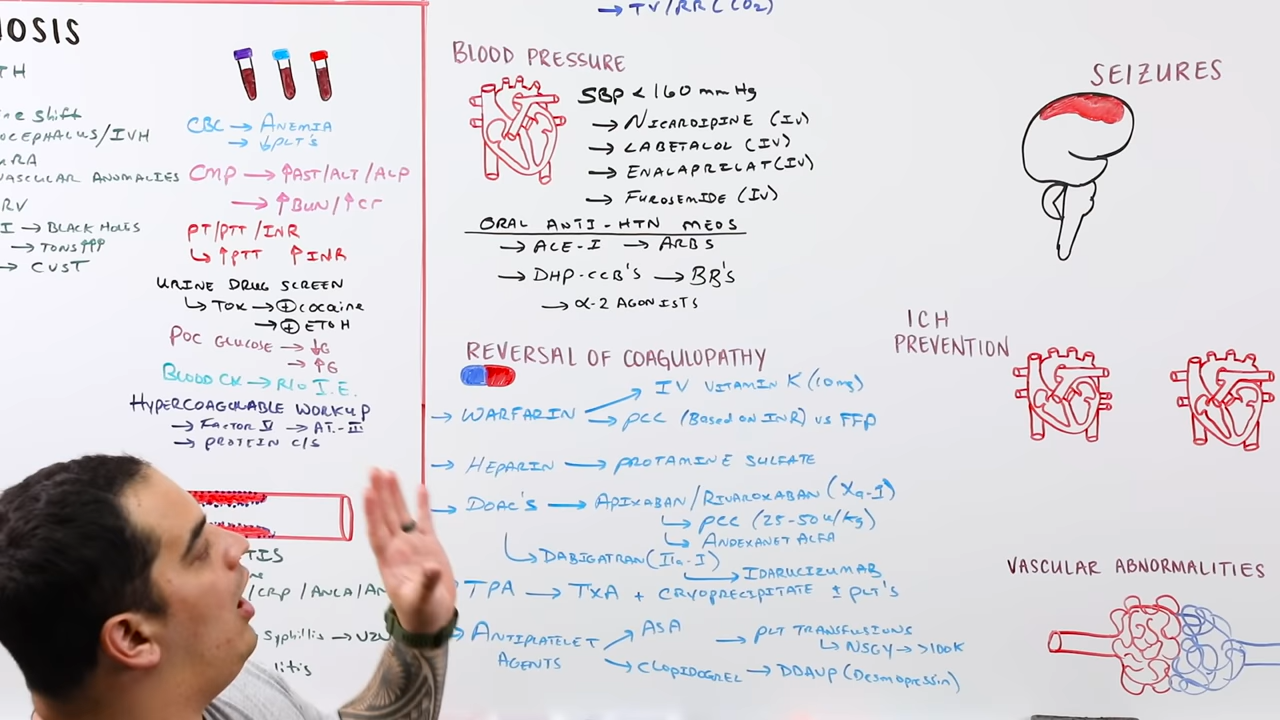 OSIS
TH
ne shift
OCEPHALUS/IVH
RA
VASCULAR ANOMALIES
RV
I → BLACK HOLES
→ TONS ↑↑↑
→ CVST
CBC → ANEMIA
→ ↓PLT'S
CMP → ↑AST/ALT/ALP
→ ↑BUN/↑Cr
PT/PTT/INR
↳ ↑PTT ↑INR
URINE DRUG SCREEN
↳ TOX → ⊕ cocaine
→ ⊕ ETOH
POC GLUCOSE → ↓G
→ ↑G
BLOOD CX → R/O I.E.
HYPERCOAGULABLE WORKUP
→ FACTOR V → AT-III
→ PROTEIN C/S
TIS
/CRP/ANCA/AN
Syphillis → VZV
litis
→ TV/RR (CO2)
BLOOD PRESSURE
SBP < 160 mmHg
→ NICARDIPINE (IV)
→ LABETALOL (IV)
→ ENALAPRILAT (IV)
→ FUROSEMIDE (IV)
ORAL ANTI-HTN MEDS
→ ACE-I → ARBS
→ DHP-CCB'S → BB'S
→ α-2 AGONISTS
REVERSAL OF COAGULOPATHY
→ WARFARIN → IV VITAMIN K (10mg)
→ PCC (Based on INR) vs FFP
→ HEPARIN → PROTAMINE SULFATE
→ DOAC'S → APIXABAN/RIVAROXABAN (Xa-I)
↳ PCC (25-50 u/kg)
↳ ANDEXANET ALFA
↳ DABIGATRAN (IIa-I)
→ IDARUCIZUMAB
TPA → TXA + CRYOPRECIPITATE ± PLT'S
→ ANTIPLATELET AGENTS → ASA → PLT TRANSFUSIONS
↳ NSGY → >100K
→ CLOPIDOGREL → DDAVP (Desmopressin)
SEIZURES
ICH
PREVENTION
VASCULAR ABNORMALITIES